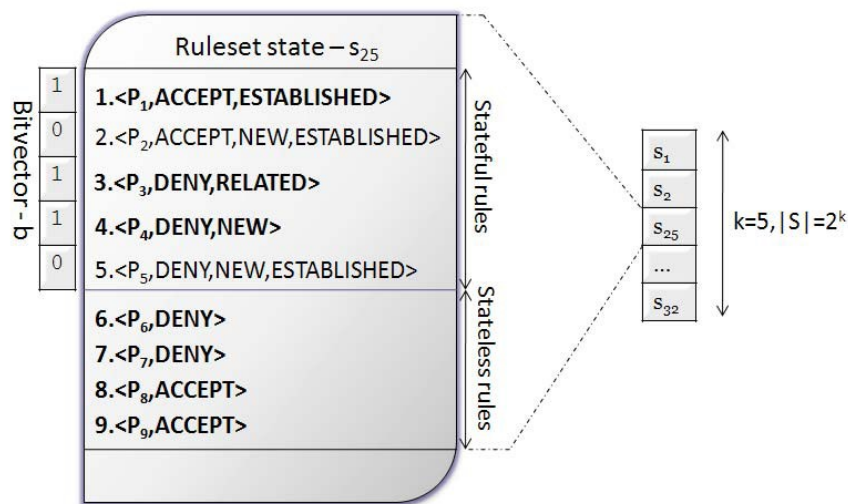 Ruleset state – s25
Bitvector - b
1
0
1
1
0
1.<P1,ACCEPT,ESTABLISHED>
2.<P2,ACCEPT,NEW,ESTABLISHED>
3.<P3,DENY,RELATED>
4.<P4,DENY,NEW>
5.<P5,DENY,NEW,ESTABLISHED>
6.<P6,DENY>
7.<P7,DENY>
8.<P8,ACCEPT>
9.<P9,ACCEPT>
Stateful rules
Stateless rules
s1
s2
s25
...
s32
k=5,|S|=2^k